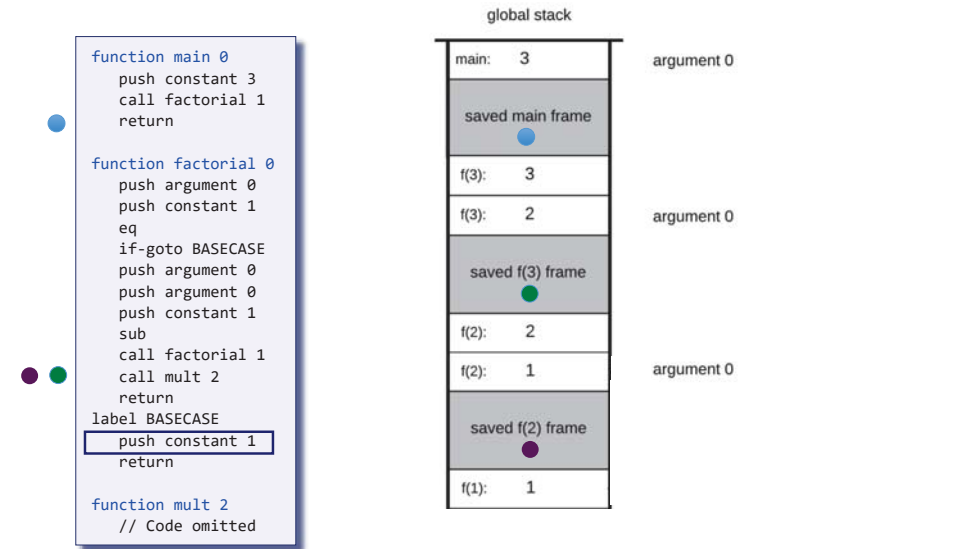 function main 0
push constant 3
call factorial 1
return
function factorial 0
push argument 0
push constant 1
eq
if-goto BASECASE
push argument 0
push argument 0
push constant 1
sub
call factorial 1
call mult 2
return
label BASECASE
push constant 1
return
function mult 2
// Code omitted
global stack
main: 3 argument 0
saved main frame
f(3): 3
f(3): 2 argument 0
saved f(3) frame
f(2): 2
f(2): 1 argument 0
saved f(2) frame
f(1): 1